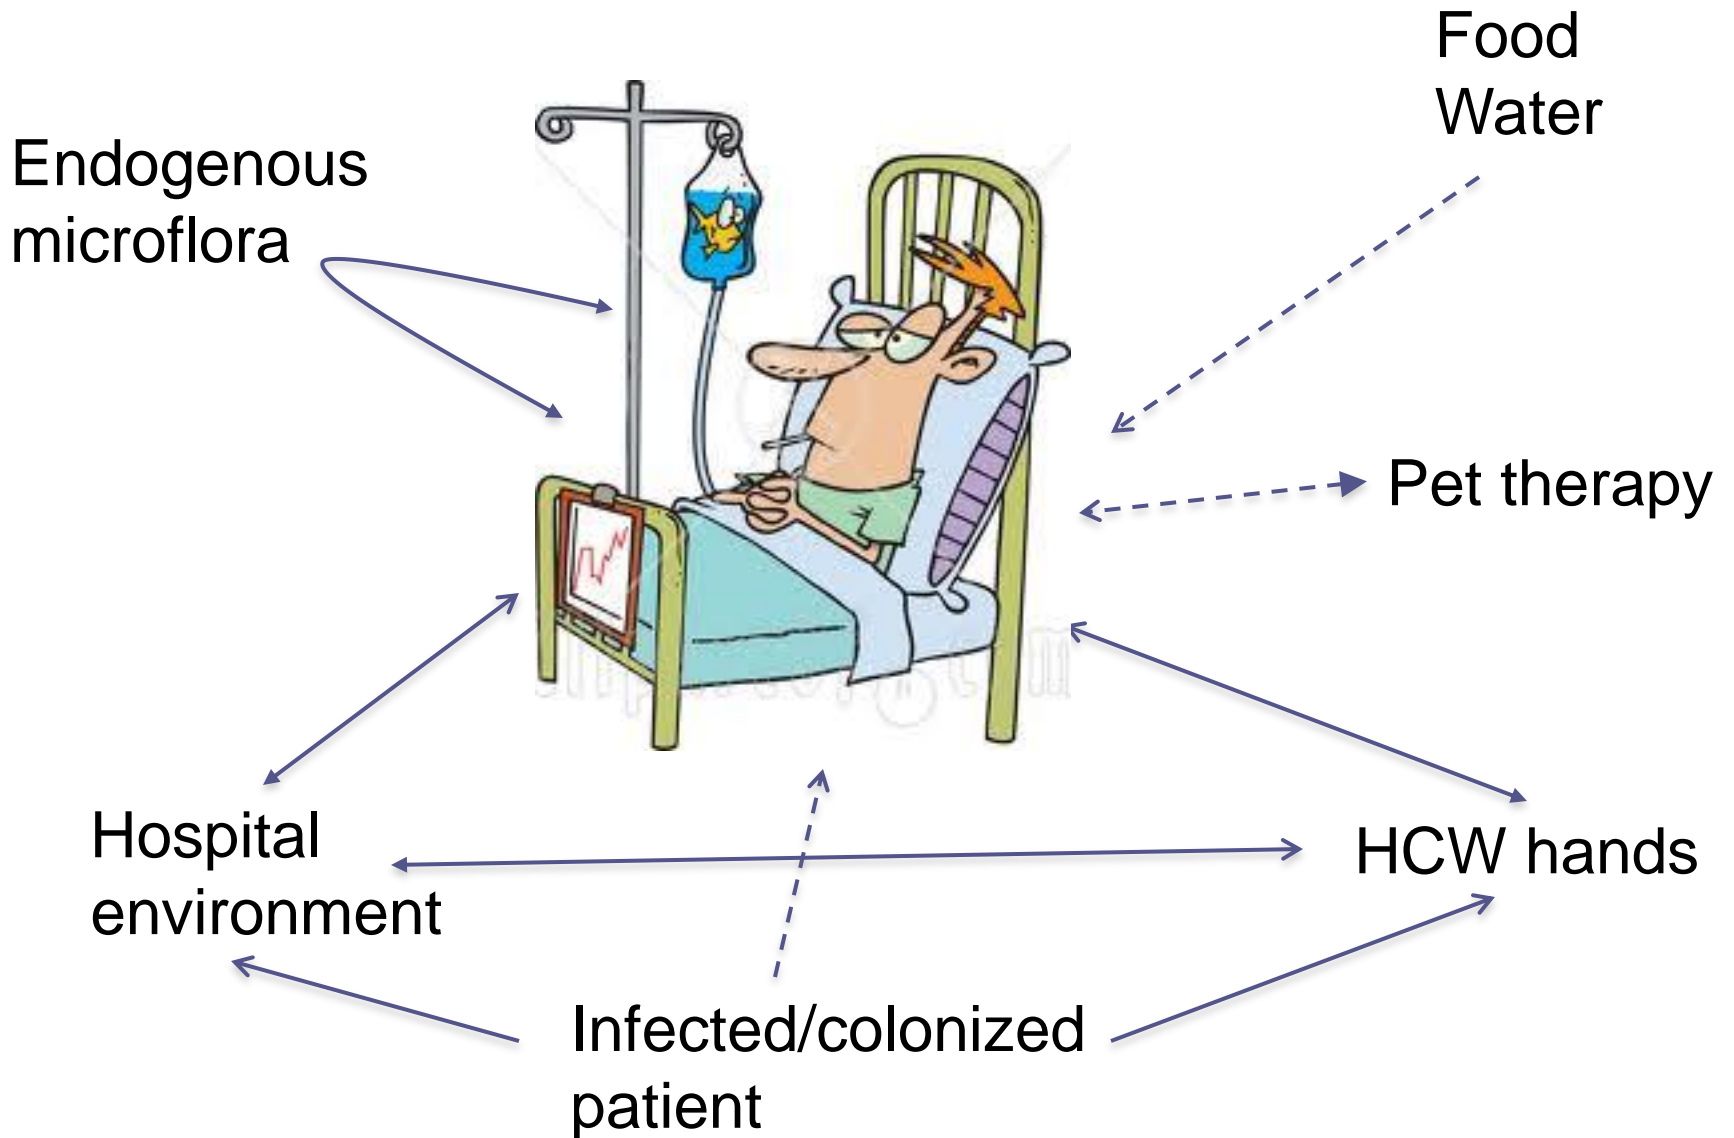 Food
Water
Endogenous
microflora
Pet therapy
Hospital
environment
HCW hands
Infected/colonized
patient